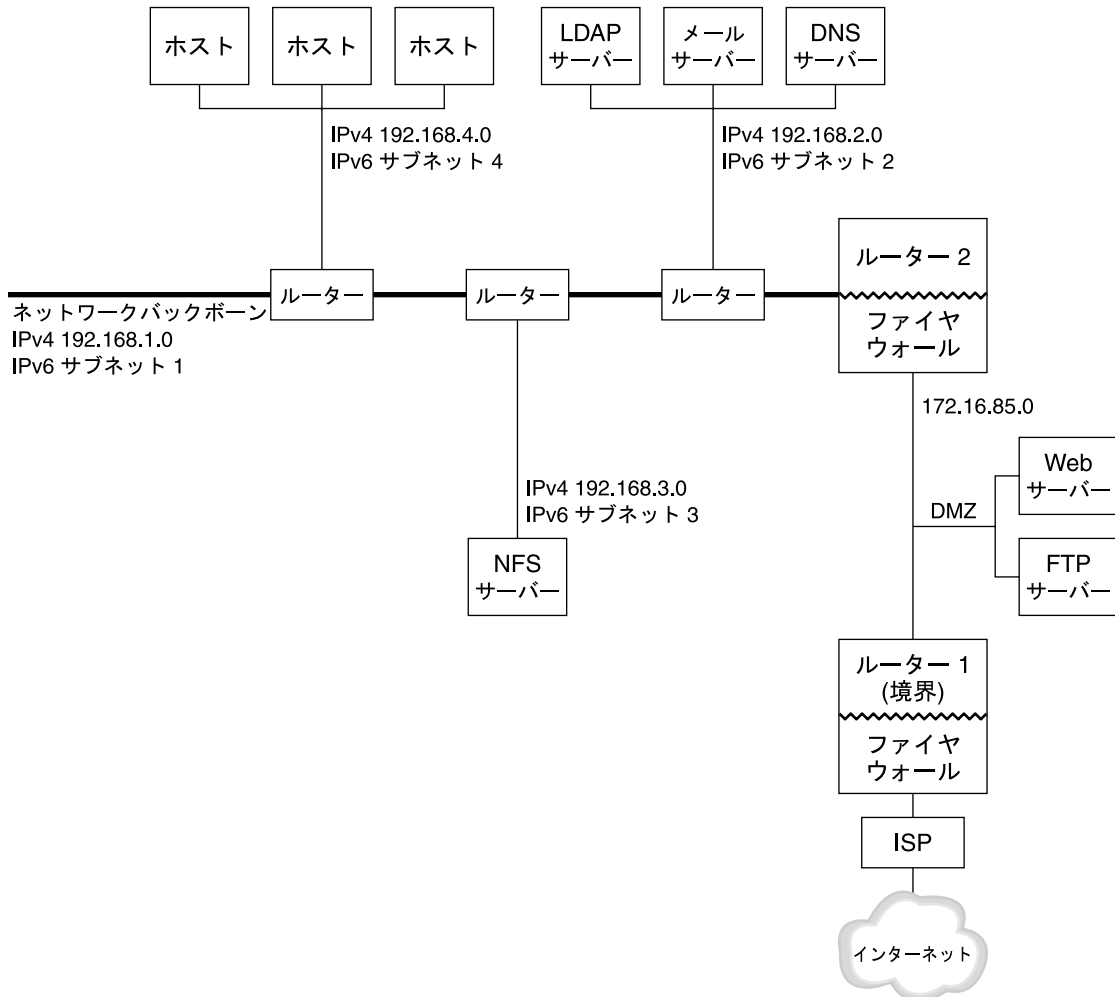 ホスト
ホスト
ホスト
LDAP
サーバー
メール
サーバー
DNS
サーバー
IPv4 192.168.4.0
IPv6 サブネット 4
IPv4 192.168.2.0
IPv6 サブネット 2
ルーター
ルーター
ルーター
ルーター 2
ファイヤ
ウォール
ネットワークバックボーン
IPv4 192.168.1.0
IPv6 サブネット 1
172.16.85.0
IPv4 192.168.3.0
IPv6 サブネット 3
NFS
サーバー
DMZ
Web
サーバー
FTP
サーバー
ルーター 1
(境界)
ファイヤ
ウォール
ISP
インターネット